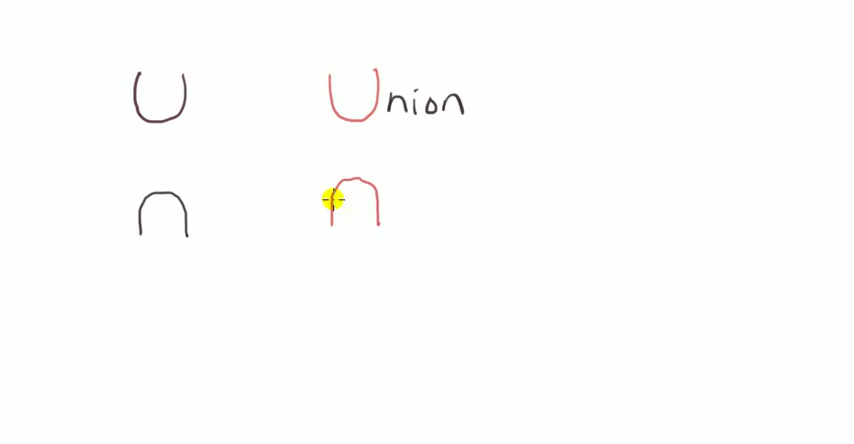 ∪ Union
∩ ∩